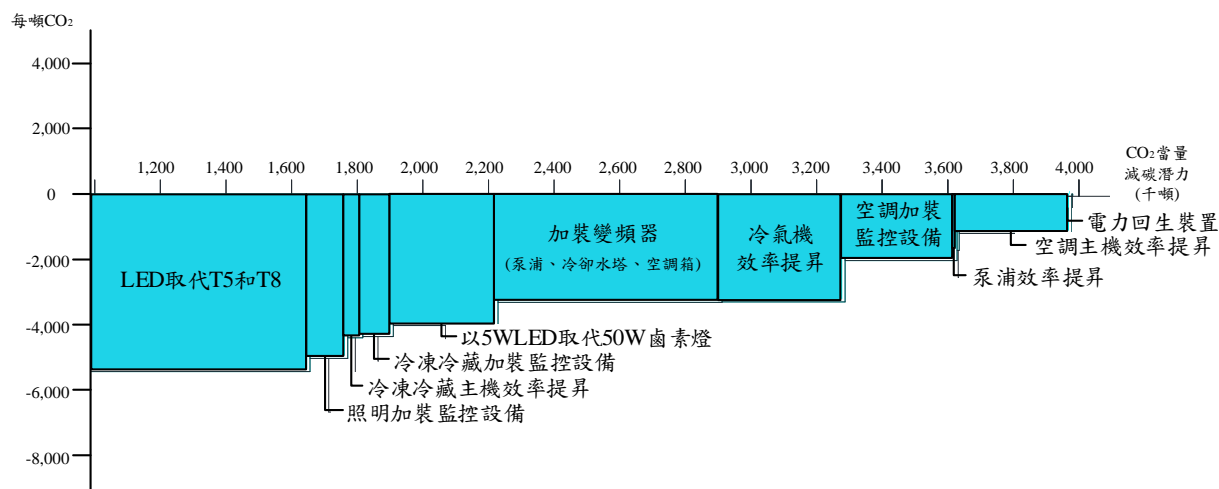 每噸CO₂
4,000
2,000
0
-2,000
-4,000
-6,000
-8,000
1,200 1,400 1,600 1,800 2,000 2,200 2,400 2,600 2,800 3,000 3,200 3,400 3,600 3,800 4,000
CO₂當量
減碳潛力
(千噸)
LED取代T5和T8
加裝變頻器
(泵浦、冷卻水塔、空調箱)
冷氣機
效率提昇
空調加裝
監控設備
電力回生裝置
空調主機效率提昇
泵浦效率提昇
以5WLED取代50W鹵素燈
冷凍冷藏加裝監控設備
冷凍冷藏主機效率提昇
照明加裝監控設備